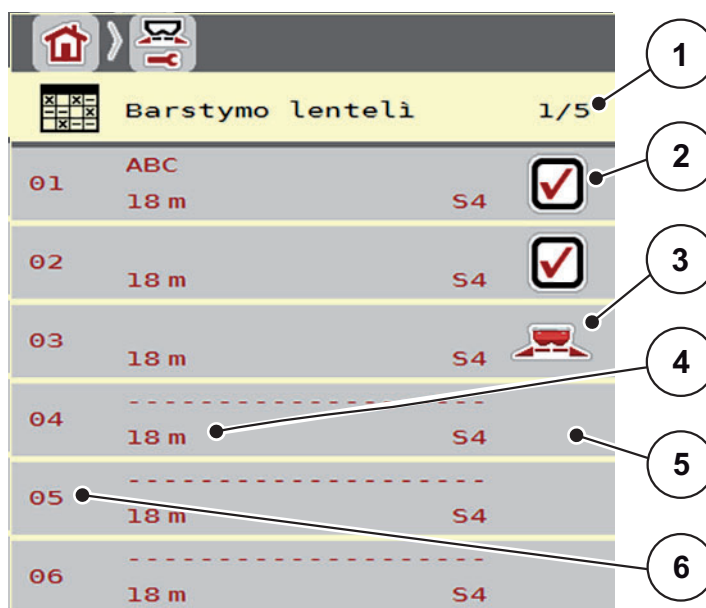 Barstymo lentelì 1/5
01 ABC
18 m S4
02
18 m S4
03
18 m S4
04 - - - - - - - - - - - - - - - - - - - -
18 m S4
05 - - - - - - - - - - - - - - - - - - - -
18 m S4
06 - - - - - - - - - - - - - - - - - - - -
18 m S4
1
2
3
4
5
6